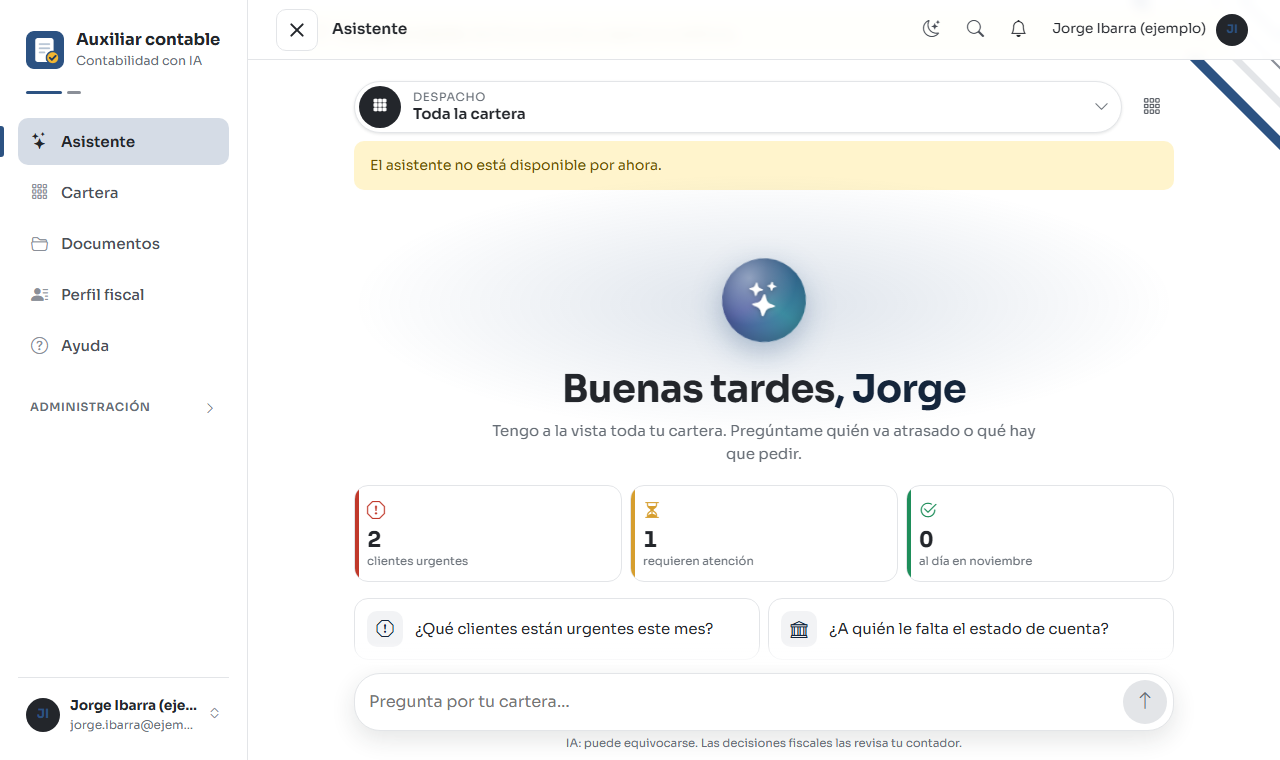 Auxiliar contable
Contabilidad con IA
Asistente
Cartera
Documentos
Perfil fiscal
Ayuda
ADMINISTRACIÓN
JI
Jorge Ibarra (eje...
jorge.ibarra@ejem...
Asistente
Jorge Ibarra (ejemplo)
JI
DESPACHO
Toda la cartera
El asistente no está disponible por ahora.
Buenas tardes, Jorge
Tengo a la vista toda tu cartera. Pregúntame quién va atrasado o qué hay
que pedir.
2
clientes urgentes
1
requieren atención
0
al día en noviembre
¿Qué clientes están urgentes este mes?
¿A quién le falta el estado de cuenta?
Pregunta por tu cartera...
IA: puede equivocarse. Las decisiones fiscales las revisa tu contador.